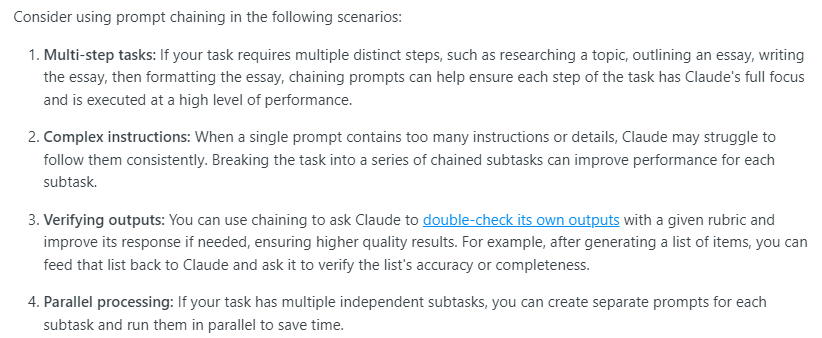 Consider using prompt chaining in the following scenarios:
1. Multi-step tasks: If your task requires multiple distinct steps, such as researching a topic, outlining an essay, writing
the essay, then formatting the essay, chaining prompts can help ensure each step of the task has Claude's full focus
and is executed at a high level of performance.
2. Complex instructions: When a single prompt contains too many instructions or details, Claude may struggle to
follow them consistently. Breaking the task into a series of chained subtasks can improve performance for each
subtask.
3. Verifying outputs: You can use chaining to ask Claude to double-check its own outputs with a given rubric and
improve its response if needed, ensuring higher quality results. For example, after generating a list of items, you can
feed that list back to Claude and ask it to verify the list's accuracy or completeness.
4. Parallel processing: If your task has multiple independent subtasks, you can create separate prompts for each
subtask and run them in parallel to save time.